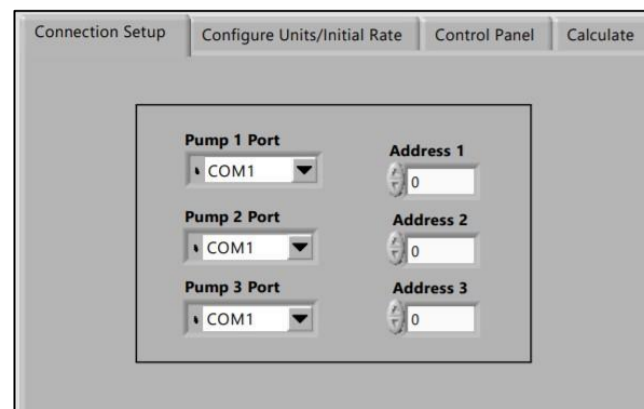 Connection Setup Configure Units/Initial Rate Control Panel Calculate
Pump 1 Port Address 1
COM1 0
Pump 2 Port Address 2
COM1 0
Pump 3 Port Address 3
COM1 0